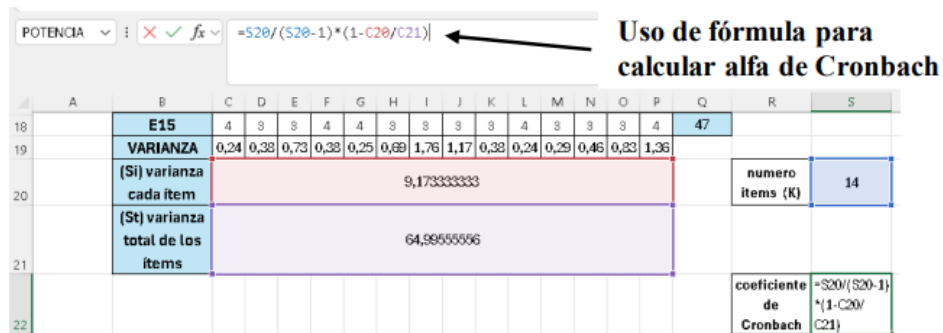 POTENCIA fx =S20/(S20-1)*(1-C20/C21)
Uso de fórmula para
calcular alfa de Cronbach
A B C D E F G H I J K L M N O P Q R S
18 E15 4 3 3 4 4 3 3 3 3 4 3 3 3 4 47
19 VARIANZA 0,24 0,38 0,73 0,38 0,25 0,69 1,76 1,17 0,38 0,24 0,29 0,46 0,83 1,36
(Si) varianza
cada ítem
20 9,173333333
numero
items (K)
14
(St) varianza
total de los
ítems
21 64,99555556
coeficiente
de
Cronbach
22
=S20/(S20-1)
*(1-C20/
C21)